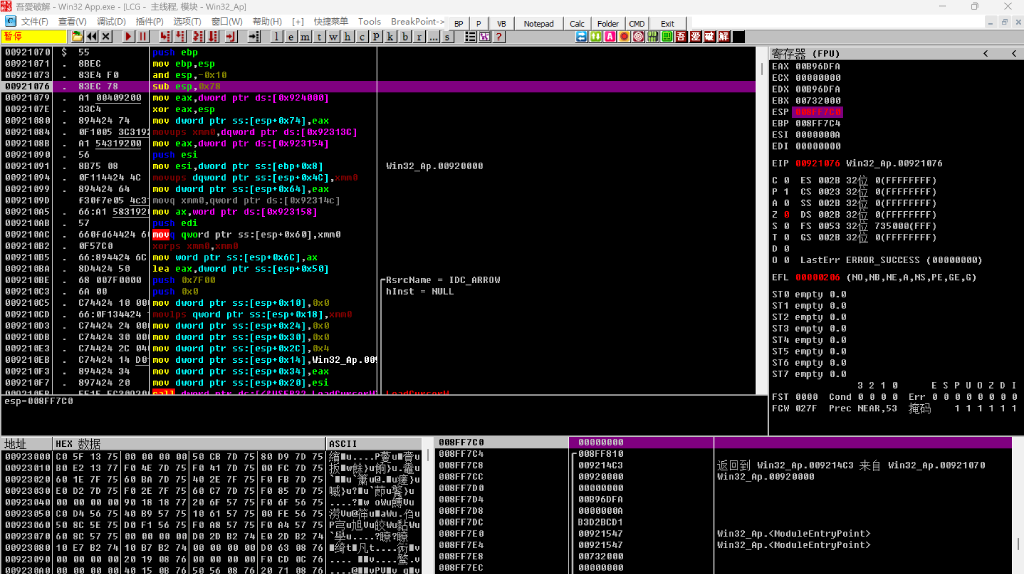 吾愛破解 - Win32 App.exe - [LCG - 主线程, 模块 - Win32_Ap]
文件(F) 查看(V) 调试(D) 插件(P) 选项(T) 窗口(W) 帮助(H) [+] 快捷菜单 Tools BreakPoint-> BP P VB Notepad Calc Folder CMD Exit
暂停 l e m t w h c p k b r ... s 吾 爱 破 解
00921070 $ 55 push ebp
00921071 . 8BEC mov ebp,esp
00921073 . 83E4 F0 and esp,-0x10
00921076 . 83EC 78 sub esp,0x78
00921079 . A1 00409200 mov eax,dword ptr ds:[0x924000]
0092107E . 33C4 xor eax,esp
00921080 . 894424 74 mov dword ptr ss:[esp+0x74],eax
00921084 . 0F1005 3C3192 movups xmm0,dqword ptr ds:[0x92313C]
0092108B . A1 54319200 mov eax,dword ptr ds:[0x923154]
00921090 . 56 push esi
00921091 . 8B75 08 mov esi,dword ptr ss:[ebp+0x8] Win32_Ap.00920000
00921094 . 0F114424 4C movups dqword ptr ss:[esp+0x4C],xmm0
00921099 . 894424 64 mov dword ptr ss:[esp+0x64],eax
0092109D . f30f7e05 4c31 movq xmm0,qword ptr ds:[0x92314c]
009210A5 . 66:A1 5831920 mov ax,word ptr ds:[0x923158]
009210AB . 57 push edi
009210AC . 660FD64424 60 movq qword ptr ss:[esp+0x60],xmm0
009210B2 . 0F57C0 xorps xmm0,xmm0
009210B5 . 66:894424 6C mov word ptr ss:[esp+0x6C],ax
009210BA . 8D4424 50 lea eax,dword ptr ss:[esp+0x50]
009210BE . 68 007F0000 push 0x7F00 RsrcName = IDC_ARROW
009210C3 . 6A 00 push 0x0 hInst = NULL
009210C5 . C74424 10 000 mov dword ptr ss:[esp+0x10],0x0
009210CD . 66:0F134424 movlps qword ptr ss:[esp+0x18],xmm0
009210D3 . C74424 24 000 mov dword ptr ss:[esp+0x24],0x0
009210DB . C74424 30 000 mov dword ptr ss:[esp+0x30],0x0
009210E3 . C74424 2C 040 mov dword ptr ss:[esp+0x2C],0x4
009210EB . C74424 14 D01 mov dword ptr ss:[esp+0x14],Win32_Ap.009
009210F3 . 894424 34 mov dword ptr ss:[esp+0x34],eax
009210F7 . 897424 20 mov dword ptr ss:[esp+0x20],esi
esp=008FF7C0
寄存器 (FPU) < <
EAX 00B96DFA
ECX 00000000
EDX 00B96DFA
EBX 00732000
ESP 008FF7C0
EBP 008FF7C4
ESI 0000000A
EDI 00000000
EIP 00921076 Win32_Ap.00921076
C 0 ES 002B 32位 0(FFFFFFFF)
P 1 CS 0023 32位 0(FFFFFFFF)
A 0 SS 002B 32位 0(FFFFFFFF)
Z 0 DS 002B 32位 0(FFFFFFFF)
S 0 FS 0053 32位 735000(FFF)
T 0 GS 002B 32位 0(FFFFFFFF)
D 0
O 0 LastErr ERROR_SUCCESS (00000000)
EFL 00000206 (NO,NB,NE,A,NS,PE,GE,G)
ST0 empty 0.0
ST1 empty 0.0
ST2 empty 0.0
ST3 empty 0.0
ST4 empty 0.0
ST5 empty 0.0
ST6 empty 0.0
ST7 empty 0.0
3 2 1 0 E S P U O Z D I
FST 0000 Cond 0 0 0 0 Err 0 0 0 0 0 0 0 0
FCW 027F Prec NEAR,53 掩码 1 1 1 1 1 1
地址 HEX 数据 ASCII
00923000 C0 5F 13 75 00 00 00 00 50 CB 7D 75 80 D9 7D 75
00923010 B0 E2 13 77 F0 4E 7D 75 F0 41 7D 75 00 FC 7D 75
00923020 60 1E 7F 75 60 BA 7D 75 40 2E 7F 75 F0 FB 7D 75
00923030 E0 D2 7D 75 F0 2E 7F 75 60 C7 7D 75 F0 85 7D 75
00923040 00 00 00 00 90 18 18 77 20 6F 57 75 F0 6F 56 75
00923050 C0 D4 56 75 40 B9 57 75 10 61 57 75 00 FE 56 75
00923060 50 8C 5E 75 D0 F1 56 75 F0 A8 57 75 F0 A4 57 75
00923070 60 8C 57 75 00 00 00 00 D0 2D B2 74 E0 2D B2 74
00923080 10 E7 B2 74 10 B7 B2 74 00 00 00 00 D0 63 08 76
00923090 00 00 00 00 20 19 08 76 00 00 00 00 F0 CD 0C 76
008FF7C0 00000000
008FF7C4 008FF810
008FF7C8 009214C3 返回到 Win32_Ap.009214C3 来自 Win32_Ap.00921070
008FF7CC 00920000 Win32_Ap.00920000
008FF7D0 00000000
008FF7D4 00B96DFA
008FF7D8 0000000A
008FF7DC D3D2BCD1
008FF7E0 00921547 Win32_Ap.<ModuleEntryPoint>
008FF7E4 00921547 Win32_Ap.<ModuleEntryPoint>
008FF7E8 00732000
008FF7EC 00000000